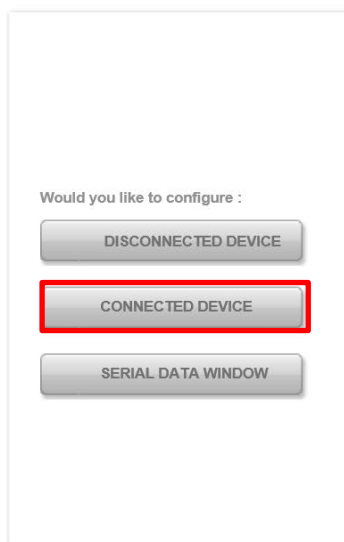 Would you like to configure :
DISCONNECTED DEVICE
CONNECTED DEVICE
SERIAL DATA WINDOW